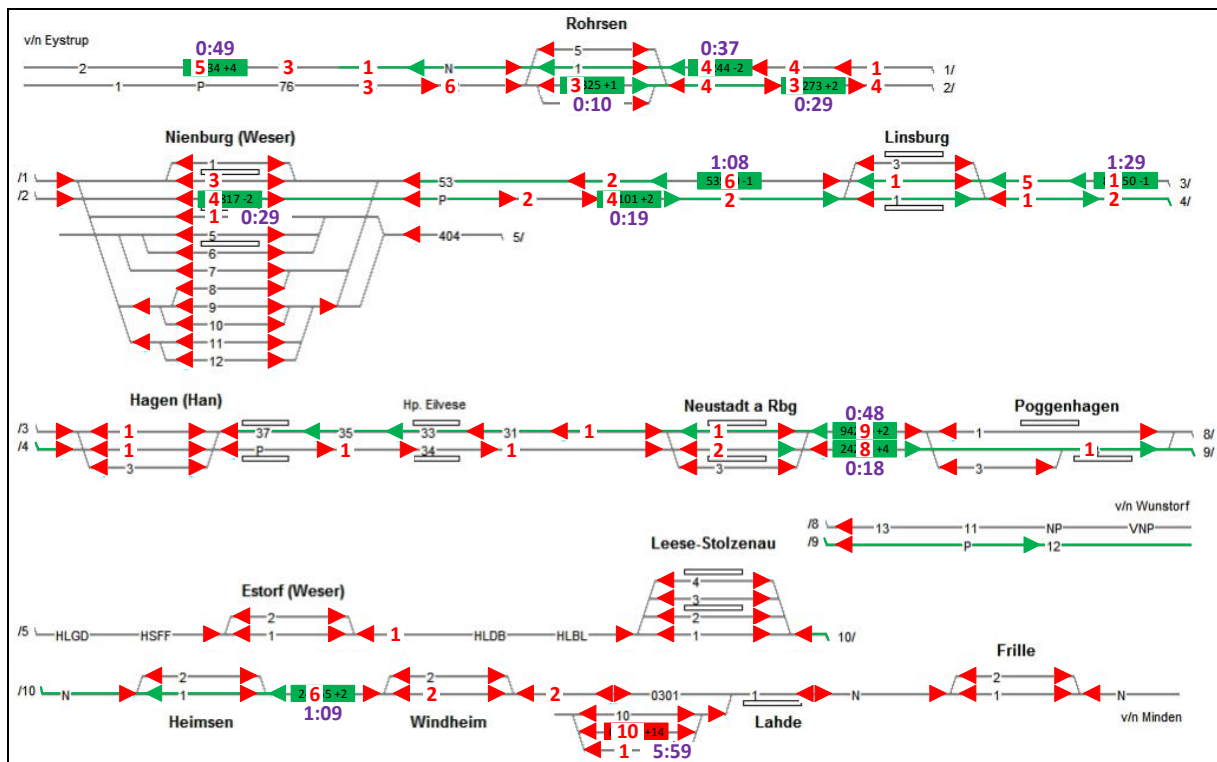 v/n Eystrup
Rohrsen
0:49
0:37
5
2 5 34 +4 3 1 N 1 4 244 -2 4 1 1/
1 P 76 3 6 3 325 +1 4 3 273 +2 4 2/
0:10 0:29
Nienburg (Weser)
Linsburg
1:08 1:29
1 3
/1 3 53 2 53 6 -1 1 5 1 50 -1 3/
/2 4 317 -2 P 2 4 101 +2 2 1 1 2 4/
0:29 0:19
1
5 404 5/
6
7
8
9
10
11
12
Hagen (Han)
Hp. Eilvese
Neustadt a Rbg
0:48
Poggenhagen
/3 1 37 35 33 31 1 1 94 9 +2 1 8/
/4 1 P 1 34 1 2 24 8 +4 1 9/
3 3 0:18 3
v/n Wunstorf
/8 13 11 NP VNP
/9 P 12
Leese-Stolzenau
4
Estorf (Weser)
3
2 2
/5 HLGD HSFF 1 1 HLDB HLBL 1 10/
Frille
2 2 2
/10 N 1 2 6 5 +2 2 2 0301 1 N 1 N
Heimsen 1:09 Windheim 10 Lahde v/n Minden
10 +14
1 5:59